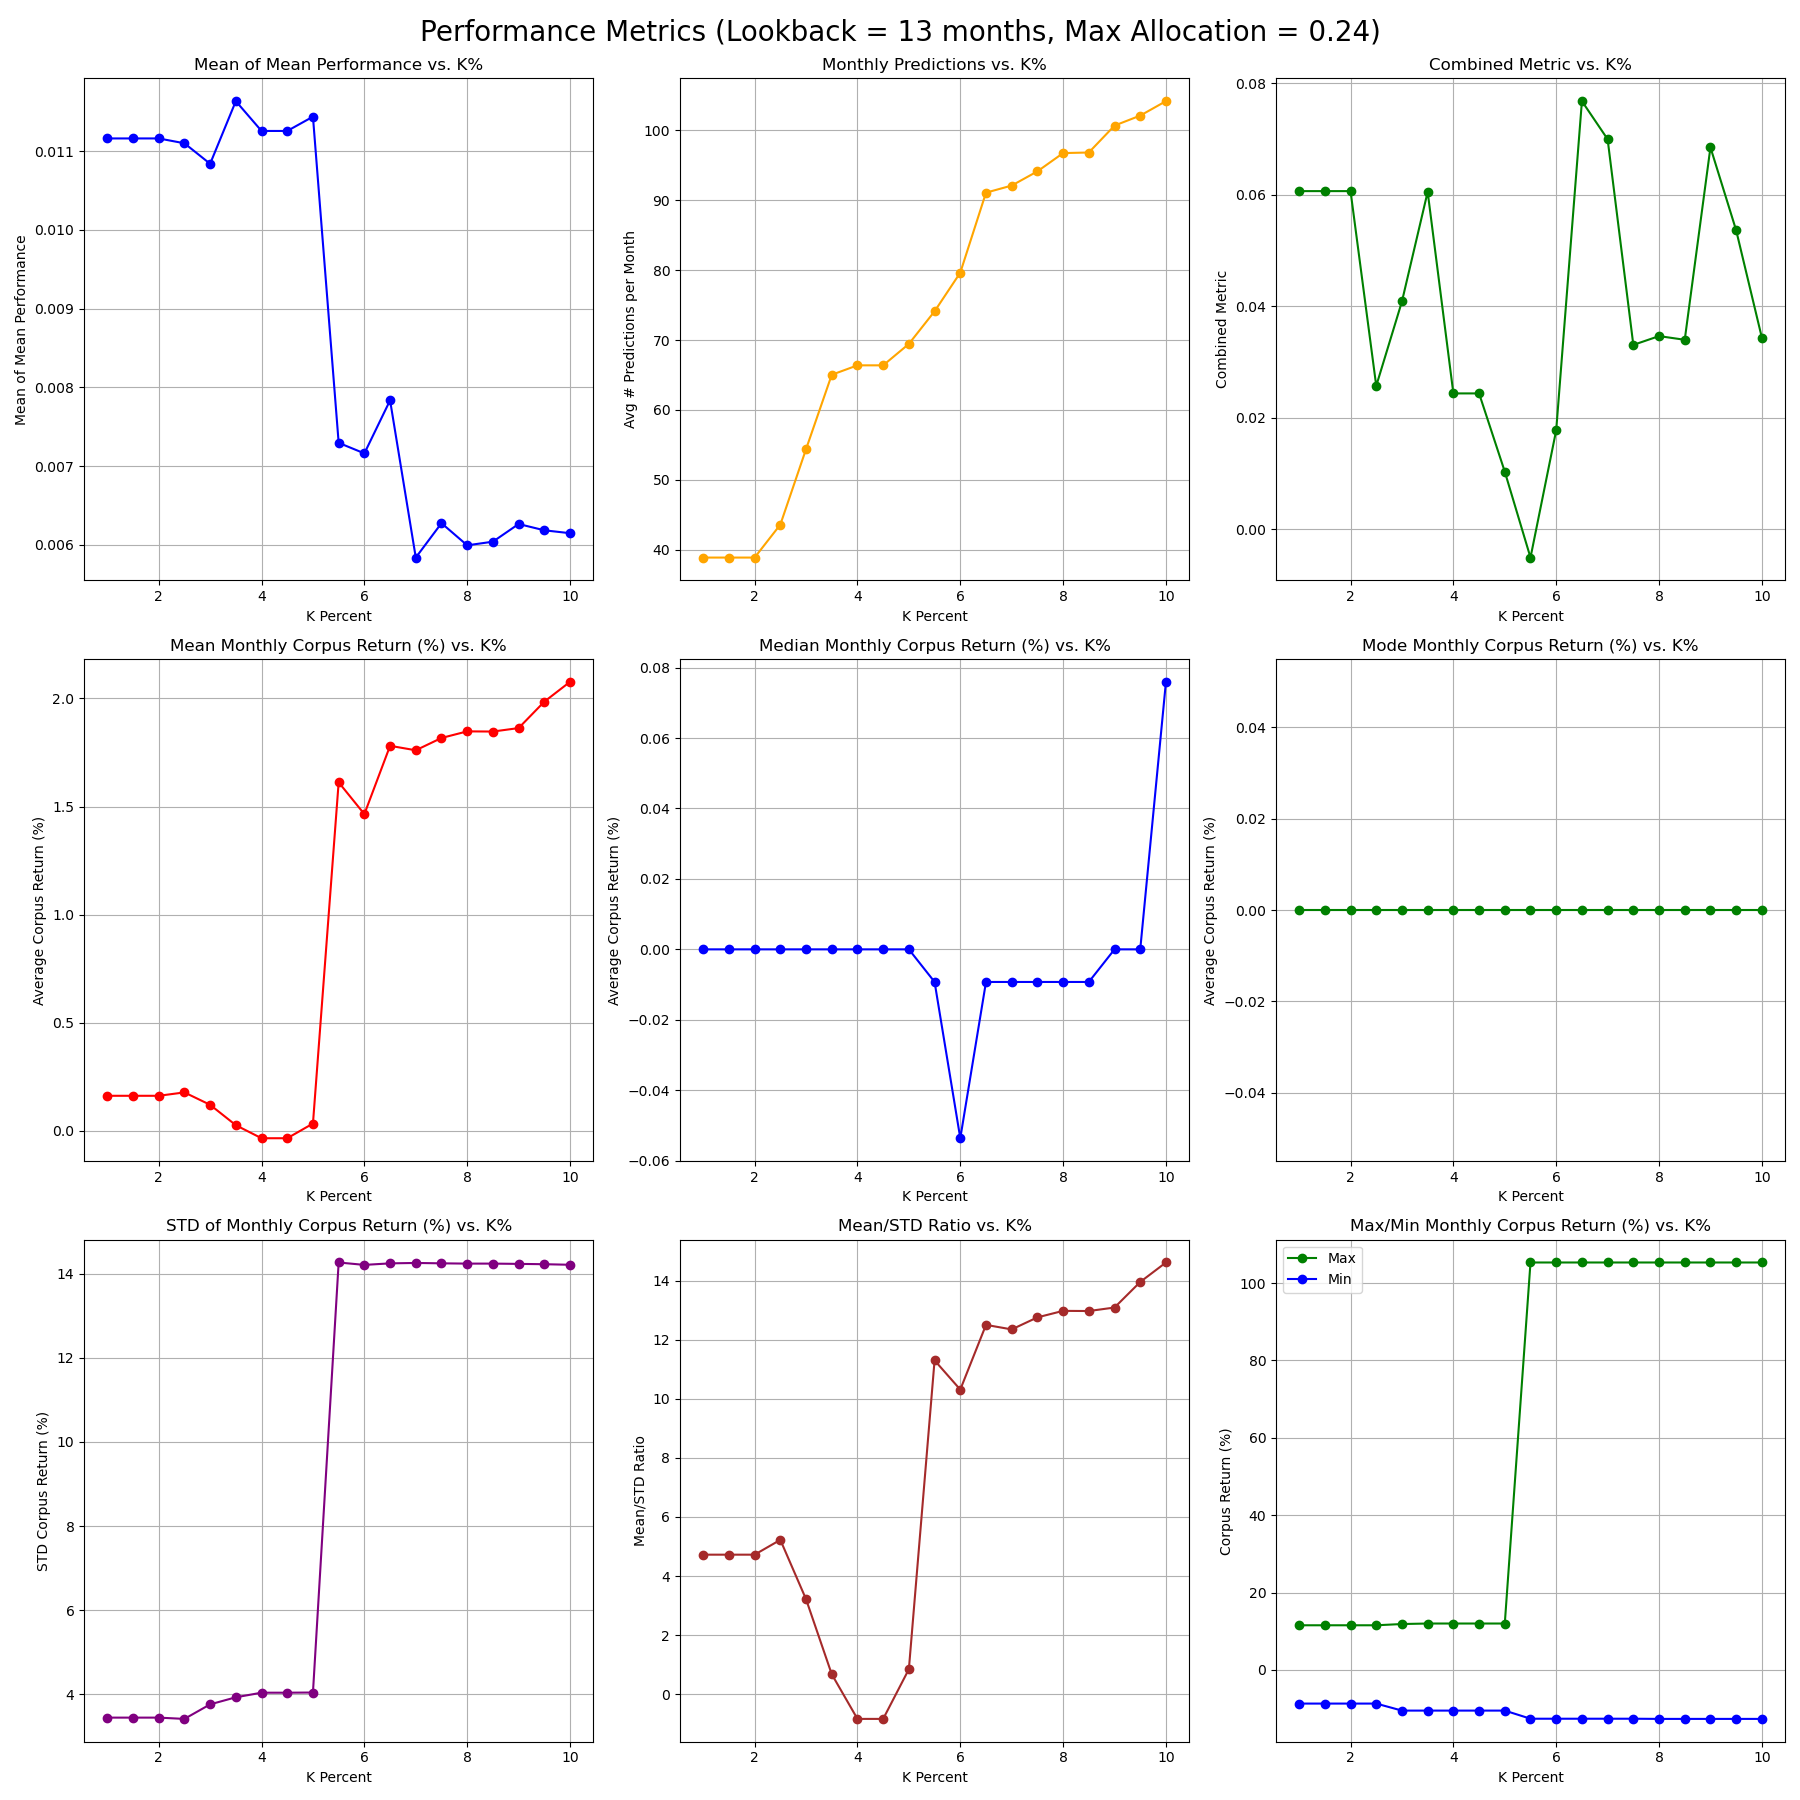 Performance Metrics (Lookback = 13 months, Max Allocation = 0.24)
Mean of Mean Performance vs. K%
Mean of Mean Performance
0.011
0.010
0.009
0.008
0.007
0.006
2 4 6 8 10
K Percent
Monthly Predictions vs. K%
Avg # Predictions per Month
100
90
80
70
60
50
40
2 4 6 8 10
K Percent
Combined Metric vs. K%
Combined Metric
0.08
0.06
0.04
0.02
0.00
2 4 6 8 10
K Percent
Mean Monthly Corpus Return (%) vs. K%
Average Corpus Return (%)
2.0
1.5
1.0
0.5
0.0
2 4 6 8 10
K Percent
Median Monthly Corpus Return (%) vs. K%
Average Corpus Return (%)
0.08
0.06
0.04
0.02
0.00
−0.02
−0.04
−0.06
2 4 6 8 10
K Percent
Mode Monthly Corpus Return (%) vs. K%
Average Corpus Return (%)
0.04
0.02
0.00
−0.02
−0.04
2 4 6 8 10
K Percent
STD of Monthly Corpus Return (%) vs. K%
STD Corpus Return (%)
14
12
10
8
6
4
2 4 6 8 10
K Percent
Mean/STD Ratio vs. K%
Mean/STD Ratio
14
12
10
8
6
4
2
0
2 4 6 8 10
K Percent
Max/Min Monthly Corpus Return (%) vs. K%
Max
Min
Corpus Return (%)
100
80
60
40
20
0
2 4 6 8 10
K Percent